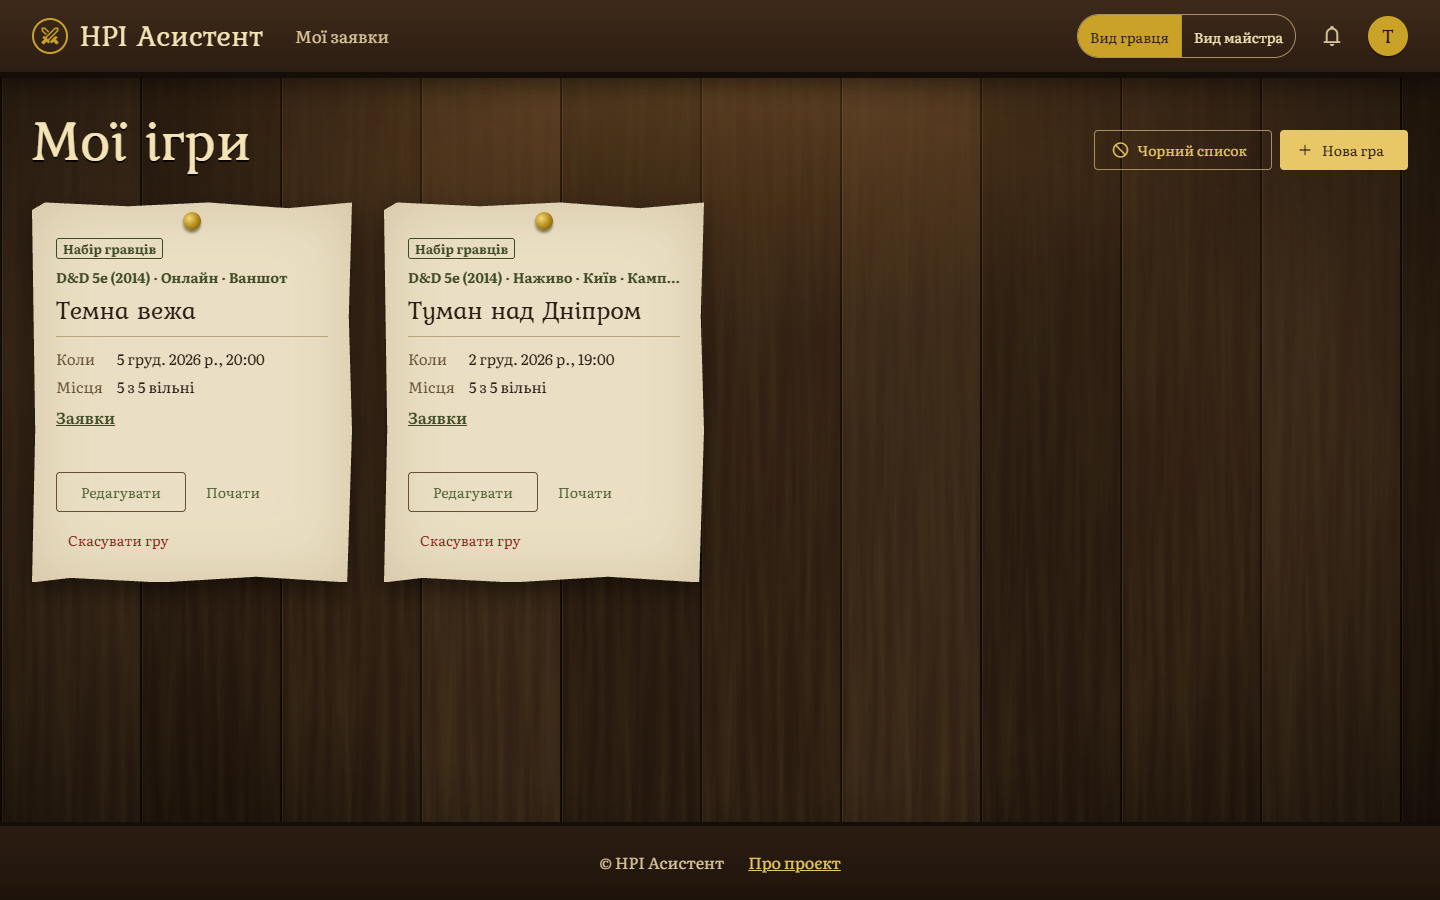 НРІ Асистент
Мої заявки
Вид гравця
Вид майстра
Т
Мої ігри
Чорний список
Нова гра
Набір гравців
D&D 5e (2014) · Онлайн · Ваншот
Темна вежа
Коли 5 груд. 2026 р., 20:00
Місця 5 з 5 вільні
Заявки
Редагувати
Почати
Скасувати гру
Набір гравців
D&D 5e (2014) · Наживо · Київ · Камп…
Туман над Дніпром
Коли 2 груд. 2026 р., 19:00
Місця 5 з 5 вільні
Заявки
Редагувати
Почати
Скасувати гру
© НРІ Асистент
Про проєкт